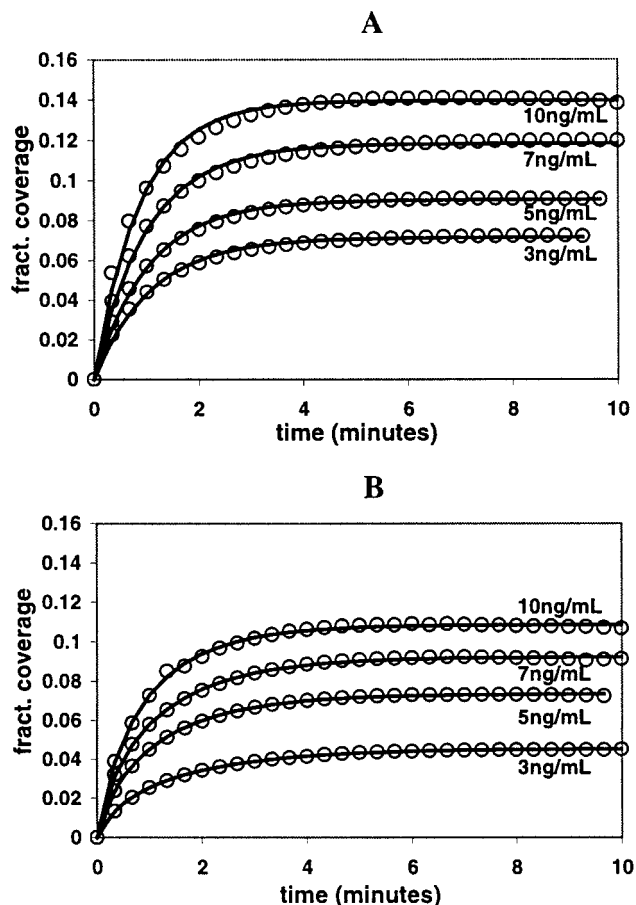 A
0.16
0.14
0.12
0.1
0.08
0.06
0.04
0.02
0
fract. coverage
10ng/mL
7ng/mL
5ng/mL
3ng/mL
0 2 4 6 8 10
time (minutes)
B
0.16
0.14
0.12
0.1
0.08
0.06
0.04
0.02
0
fract. coverage
10ng/mL
7ng/mL
5ng/mL
3ng/mL
0 2 4 6 8 10
time (minutes)